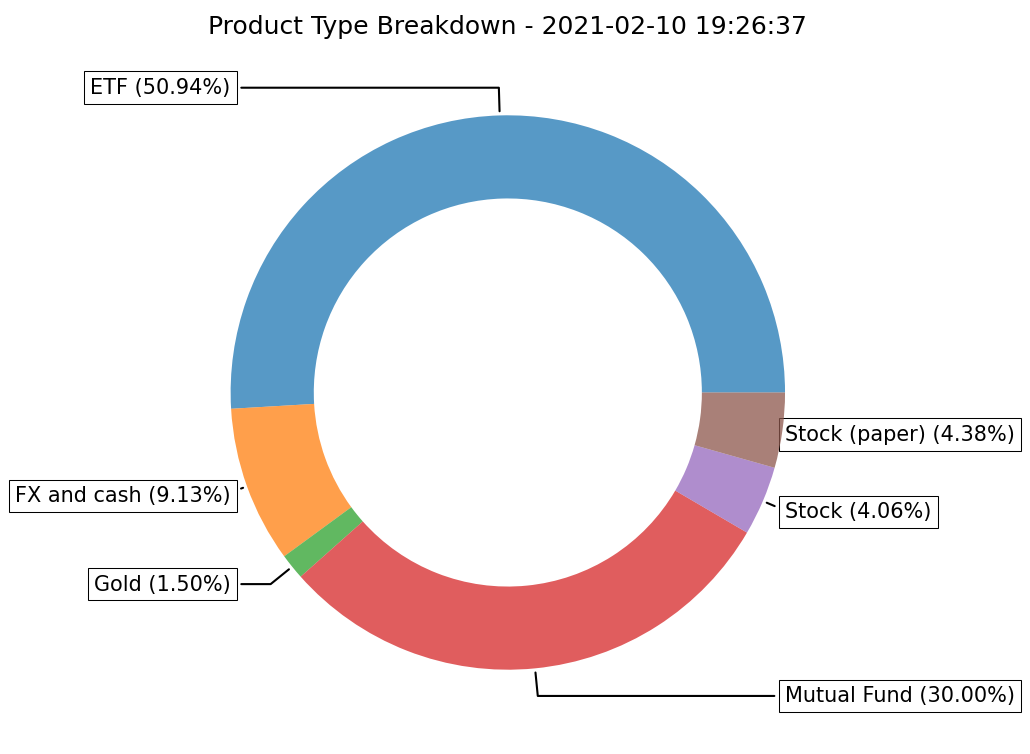 Product Type Breakdown - 2021-02-10 19:26:37
ETF (50.94%)
Stock (paper) (4.38%)
FX and cash (9.13%)
Stock (4.06%)
Gold (1.50%)
Mutual Fund (30.00%)